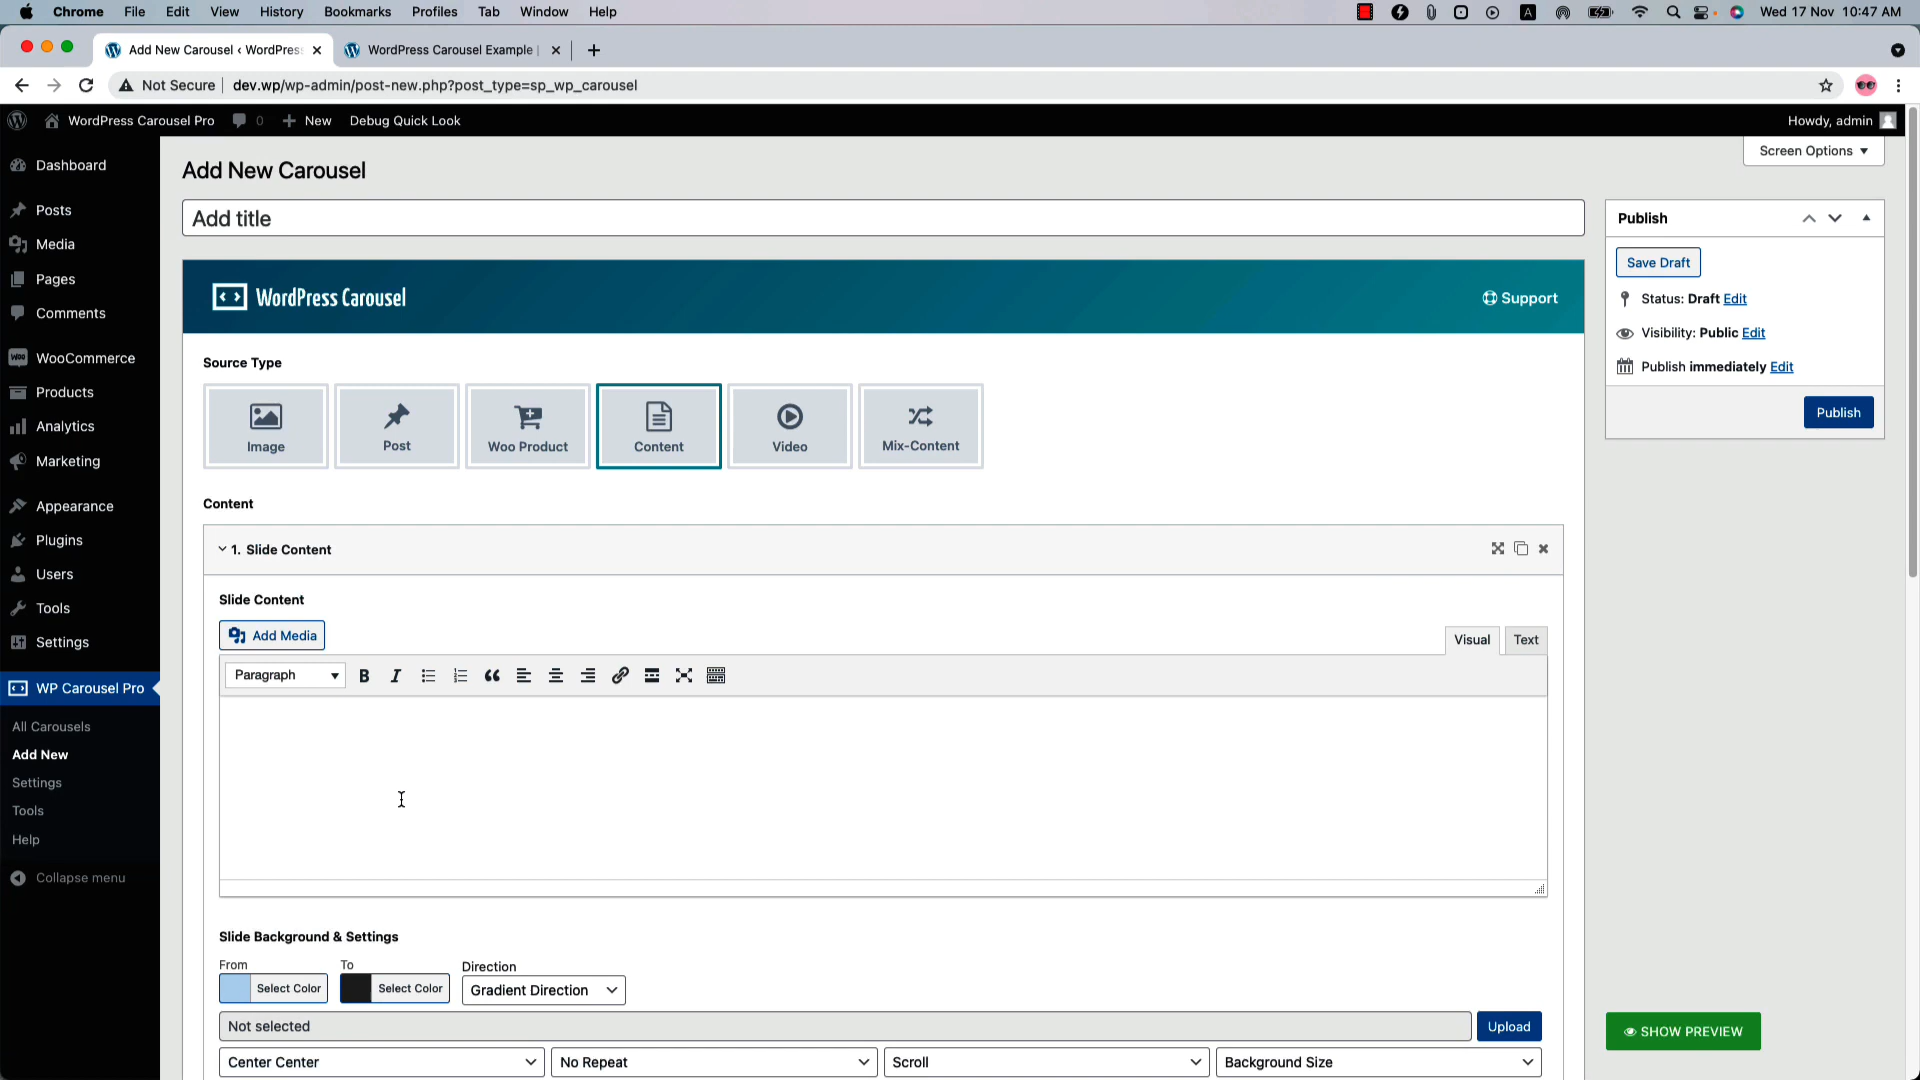 Chrome File Edit View History Bookmarks Profiles Tab Window Help
A
Wed 17 Nov 10:47 AM
Add New Carousel ‹ WordPress
WordPress Carousel Example |
Not Secure | dev.wp/wp-admin/post-new.php?post_type=sp_wp_carousel
WordPress Carousel Pro 0 New Debug Quick Look
Howdy, admin
Screen Options
Dashboard
Posts
Media
Pages
Comments
WooCommerce
Products
Analytics
Marketing
Appearance
Plugins
Users
Tools
Settings
WP Carousel Pro
All Carousels
Add New
Settings
Tools
Help
Collapse menu
Add New Carousel
Add title
WordPress Carousel
Support
Source Type
Image Post Woo Product Content Video Mix-Content
Content
1. Slide Content
Slide Content
Add Media
Visual Text
Paragraph B I
Slide Background & Settings
From To Direction
Select Color Select Color Gradient Direction
Not selected Upload
Center Center No Repeat Scroll Background Size
Publish
Save Draft
Status: Draft Edit
Visibility: Public Edit
Publish immediately Edit
Publish
SHOW PREVIEW